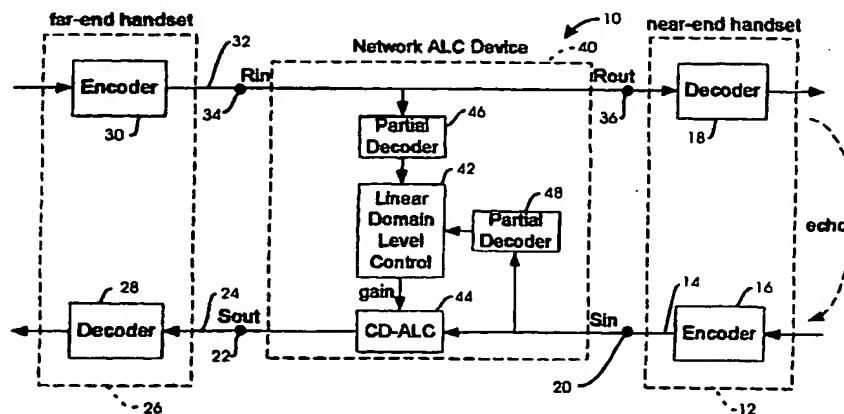 far-end handset
10
near-end handset
32
Network ALC Device
40
Encoder
30
Rin
34
Rout
36
Decoder
18
Partial
Decoder
46
42
Linear
Domain
Level
Control
48
Partial
Decoder
echo
gain
28
Decoder
24
Sout
22
44
CD-ALC
Sin
20
14
16
Encoder
26
12